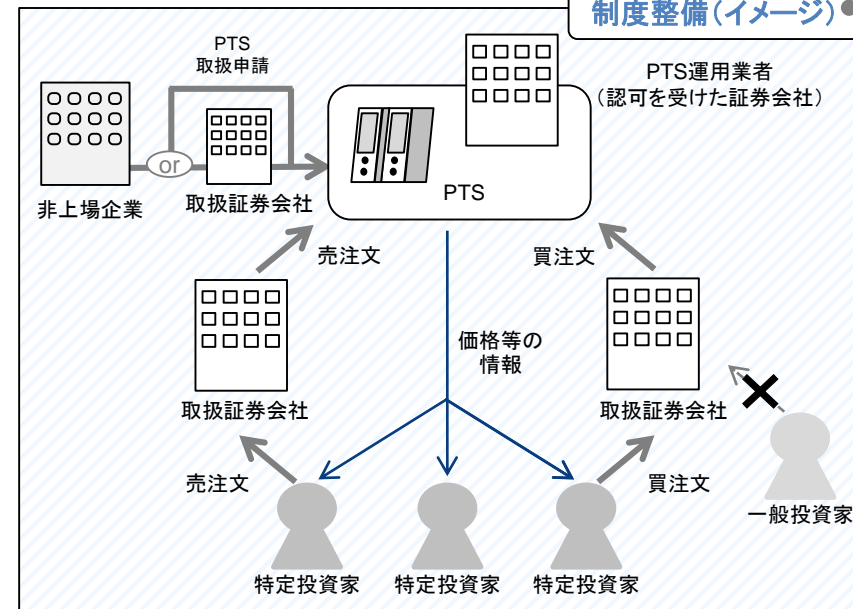 制度整備(イメージ)
PTS
取扱申請
PTS運用業者
(認可を受けた証券会社)
or
PTS
非上場企業
取扱証券会社
売注文
買注文
価格等の
情報
取扱証券会社
取扱証券会社
売注文
買注文
一般投資家
特定投資家
特定投資家
特定投資家